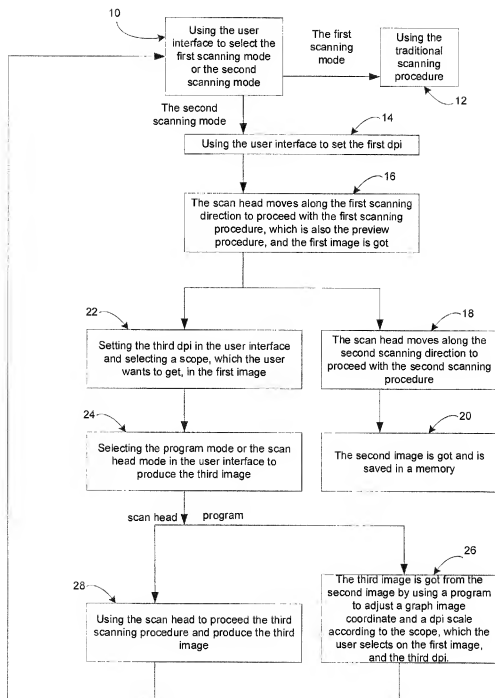 10
Using the user
interface to select the
first scanning mode
or the second
scanning mode
The first
scanning
mode
Using the
traditional
scanning
procedure
12
The second
scanning mode
14
Using the user interface to set the first dpi
16
The scan head moves along the first scanning
direction to proceed with the first scanning
procedure, which is also the preview
procedure, and the first image is got
22
Setting the third dpi in the user interface
and selecting a scope, which the user
wants to get, in the first image
18
The scan head moves along the
second scanning direction to
proceed with the second scanning
procedure
24
Selecting the program mode or the scan
head mode in the user interface to
produce the third image
20
The second image is got and is
saved in a memory
scan head
program
28
Using the scan head to proceed the third
scanning procedure and produce the third
image
26
The third image is got from the
second image by using a program
to adjust a graph image
coordinate and a dpi scale
according to the scope, which the
user selects on the first image,
and the third dpi.